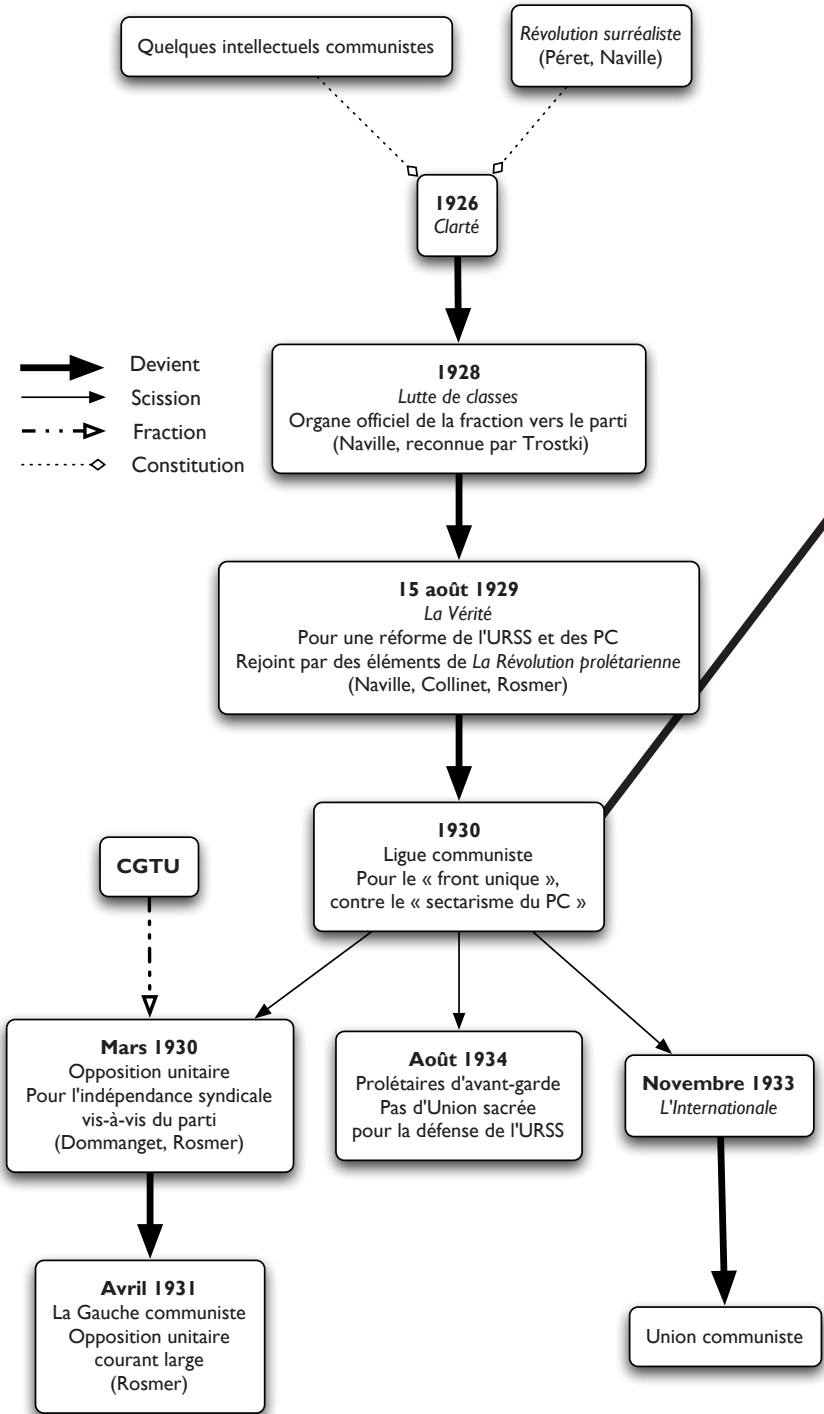 Quelques intellectuels communistes
Révolution surréaliste
(Péret, Naville)
1926
Clarté
Devient
Scission
Fraction
Constitution
1928
Lutte de classes
Organe officiel de la fraction vers le parti
(Naville, reconnue par Trostki)
15 août 1929
La Vérité
Pour une réforme de l'URSS et des PC
Rejoint par des éléments de La Révolution prolétarienne
(Naville, Collinet, Rosmer)
1930
Ligue communiste
Pour le « front unique »,
contre le « sectarisme du PC »
CGTU
Mars 1930
Opposition unitaire
Pour l'indépendance syndicale
vis-à-vis du parti
(Dommanget, Rosmer)
Août 1934
Prolétaires d'avant-garde
Pas d'Union sacrée
pour la défense de l'URSS
Novembre 1933
L'Internationale
Avril 1931
La Gauche communiste
Opposition unitaire
courant large
(Rosmer)
Union communiste